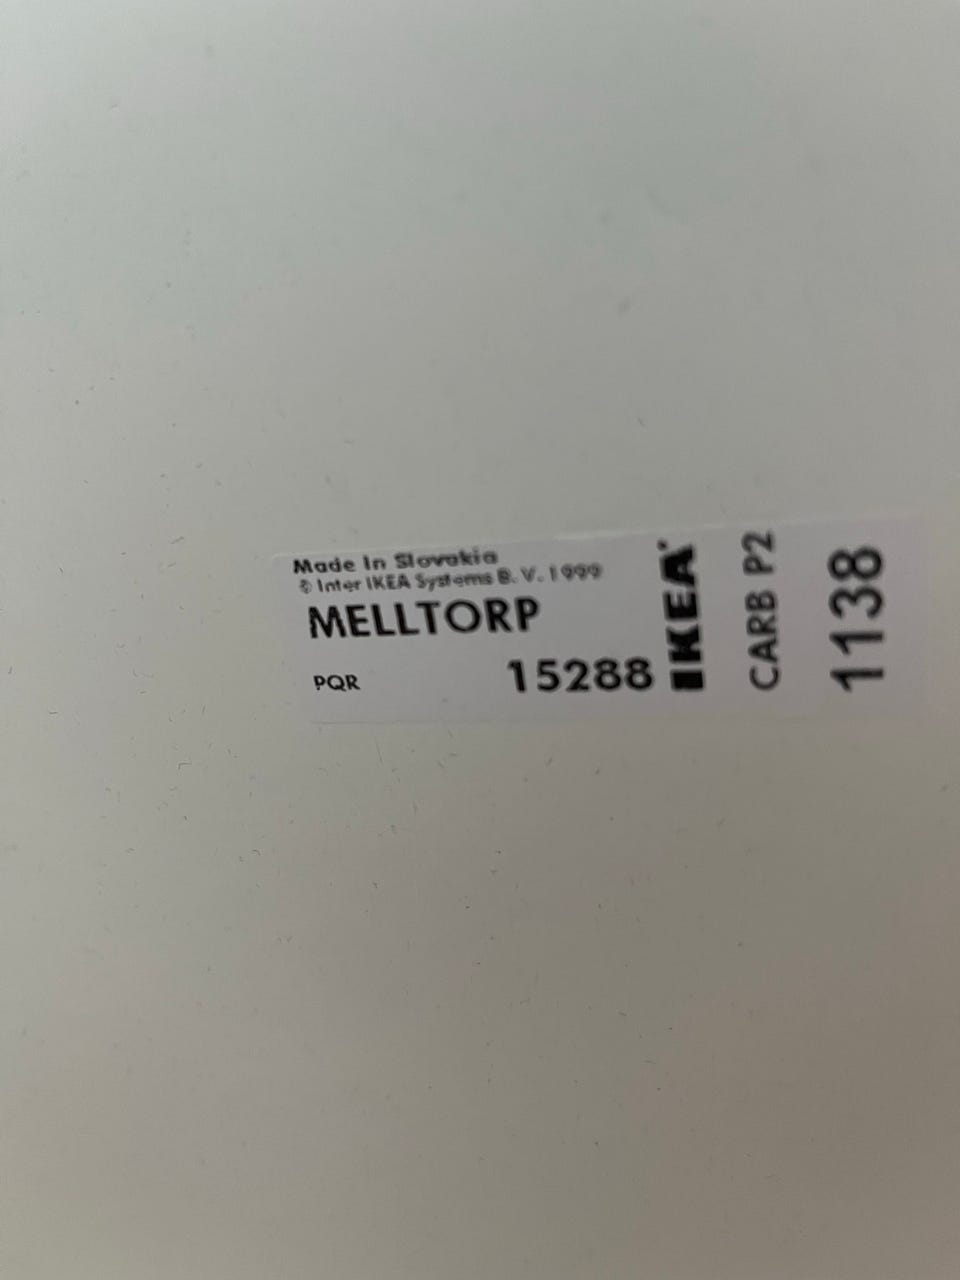 Made In Slovakia
© Inter IKEA Systems B. V. 1999
MELLTORP
PQR 15288
IKEA
CARB P2
1138